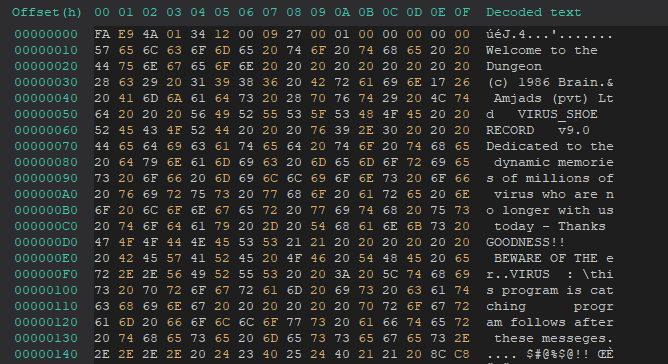 Offset(h) 00 01 02 03 04 05 06 07 08 09 0A 0B 0C 0D 0E 0F Decoded text
00000000 FA E9 4A 01 34 12 00 09 27 00 01 00 00 00 00 00 úéJ.4...'.......
00000010 57 65 6C 63 6F 6D 65 20 74 6F 20 74 68 65 20 20 Welcome to the
00000020 44 75 6E 67 65 6F 6E 20 20 20 20 20 20 20 20 20 Dungeon
00000030 28 63 29 20 31 39 38 36 20 42 72 61 69 6E 17 26 (c) 1986 Brain.&
00000040 20 41 6D 6A 61 64 73 20 28 70 76 74 29 20 4C 74 Amjads (pvt) Lt
00000050 64 20 20 20 56 49 52 55 53 5F 53 48 4F 45 20 20 d   VIRUS_SHOE
00000060 52 45 43 4F 52 44 20 20 20 76 39 2E 30 20 20 20 RECORD   v9.0
00000070 44 65 64 69 63 61 74 65 64 20 74 6F 20 74 68 65 Dedicated to the
00000080 20 64 79 6E 61 6D 69 63 20 6D 65 6D 6F 72 69 65 dynamic memorie
00000090 73 20 6F 66 20 6D 69 6C 6C 69 6F 6E 73 20 6F 66 s of millions of
000000A0 20 76 69 72 75 73 20 77 68 6F 20 61 72 65 20 6E virus who are n
000000B0 6F 20 6C 6F 6E 67 65 72 20 77 69 74 68 20 75 73 o longer with us
000000C0 20 74 6F 64 61 79 20 2D 20 54 68 61 6E 6B 73 20 today - Thanks
000000D0 47 4F 4F 44 4E 45 53 53 21 21 20 20 20 20 20 20 GOODNESS!!
000000E0 20 42 45 57 41 52 45 20 4F 46 20 54 48 45 20 65 BEWARE OF THE e
000000F0 72 2E 2E 56 49 52 55 53 20 20 3A 20 5C 74 68 69 r..VIRUS  : \thi
00000100 73 20 70 72 6F 67 72 61 6D 20 69 73 20 63 61 74 s program is cat
00000110 63 68 69 6E 67 20 20 20 20 20 20 70 72 6F 67 72 ching      progr
00000120 61 6D 20 66 6F 6C 6C 6F 77 73 20 61 66 74 65 72 am follows after
00000130 20 74 68 65 73 65 20 6D 65 73 73 65 67 65 73 2E these messeges.
00000140 2E 2E 2E 2E 20 24 23 40 25 24 40 21 21 20 8C C8 .... $#@%$@!! ŒÈ